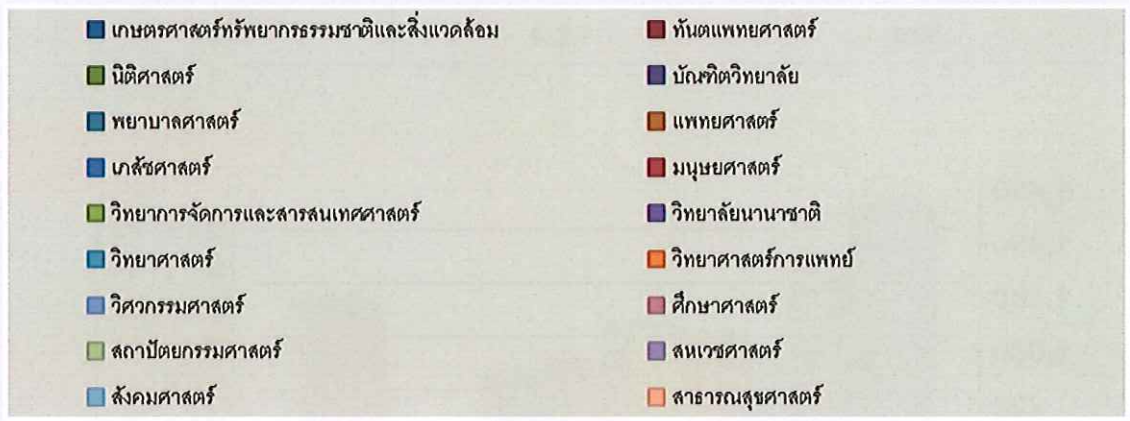 เกษตรศาสตร์ทรัพยากรธรรมชาติและสิ่งแวดล้อม ทันตแพทยศาสตร์
นิติศาสตร์ บัณฑิตวิทยาลัย
พยาบาลศาสตร์ แพทยศาสตร์
เภสัชศาสตร์ มนุษยศาสตร์
วิทยาการจัดการและสารสนเทศศาสตร์ วิทยาลัยนานาชาติ
วิทยาศาสตร์ วิทยาศาสตร์การแพทย์
วิศวกรรมศาสตร์ ศึกษาศาสตร์
สถาปัตยกรรมศาสตร์ สหเวชศาสตร์
สังคมศาสตร์ สาธารณสุขศาสตร์